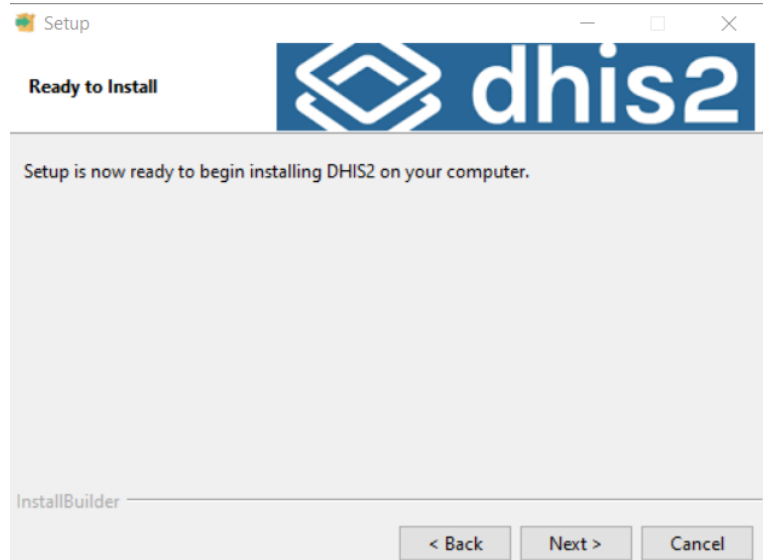 Setup
Ready to Install
dhis2
Setup is now ready to begin installing DHIS2 on your computer.
InstallBuilder
< Back
Next >
Cancel